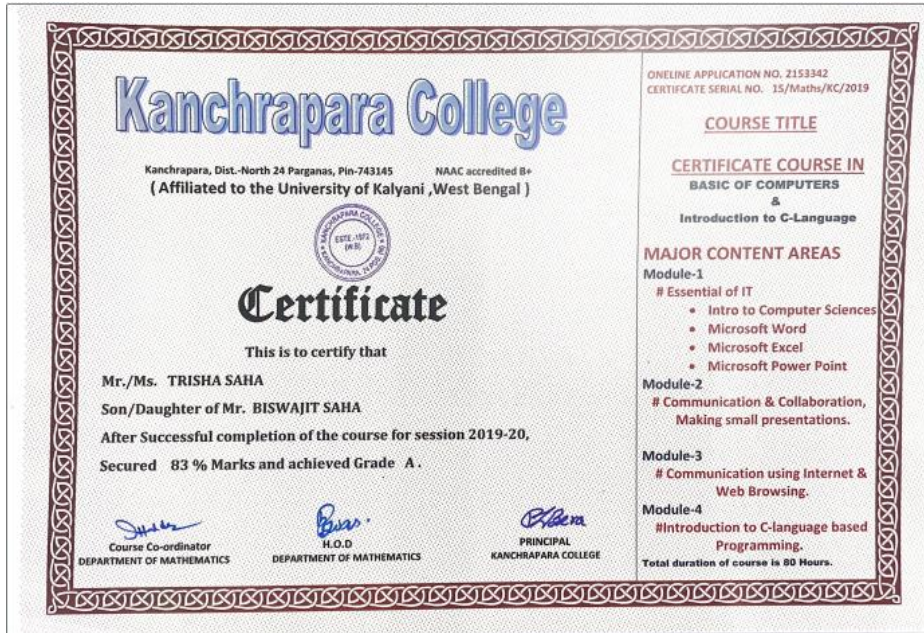 Kanchrapara College
Kanchrapara, Dist.-North 24 Parganas, Pin-743145 NAAC accredited B+
( Affiliated to the University of Kalyani ,West Bengal )
KANCHRAPARA COLLEGE
ESTE.-1972
(W.B)
Certificate
This is to certify that
Mr./Ms. TRISHA SAHA
Son/Daughter of Mr. BISWAJIT SAHA
After Successful completion of the course for session 2019-20,
Secured 83 % Marks and achieved Grade A .
Course Co-ordinator
DEPARTMENT OF MATHEMATICS
H.O.D
DEPARTMENT OF MATHEMATICS
PRINCIPAL
KANCHRAPARA COLLEGE
ONELINE APPLICATION NO. 2153342
CERTIFCATE SERIAL NO. 15/Maths/KC/2019
COURSE TITLE
CERTIFICATE COURSE IN
BASIC OF COMPUTERS
&
Introduction to C-Language
MAJOR CONTENT AREAS
Module-1
# Essential of IT
• Intro to Computer Sciences
• Microsoft Word
• Microsoft Excel
• Microsoft Power Point
Module-2
# Communication & Collaboration,
Making small presentations.
Module-3
# Communication using Internet &
Web Browsing.
Module-4
#Introduction to C-language based
Programming.
Total duration of course is 80 Hours.